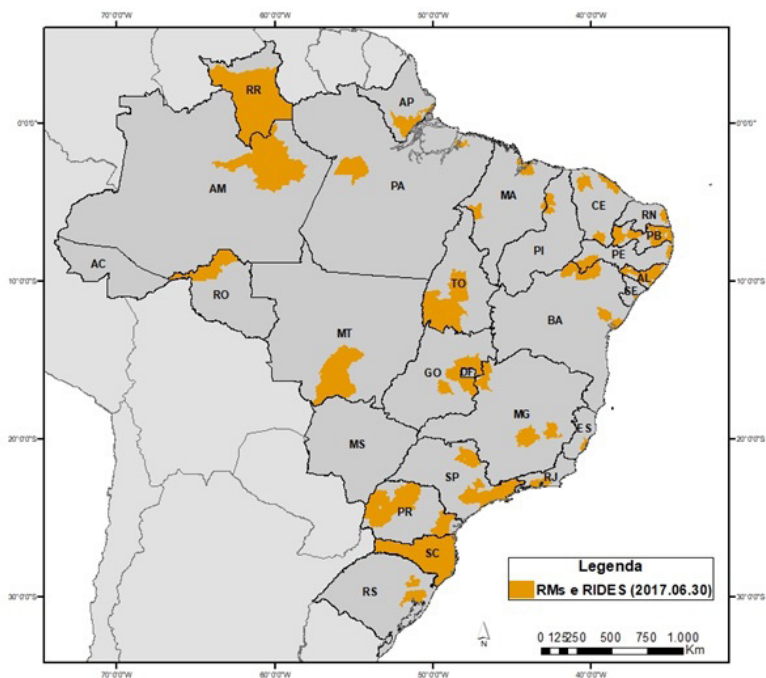 70°0'0"W 60°0'0"W 50°0'0"W 40°0'0"W
RR
AP
0°0'0" 0°0'0"
AM PA MA CE RN
PB
PI PE
AC TO AL
10°0'0"S 10°0'0"S
RO SE
BA
MT
GO DF
MG
20°0'0"S MS ES 20°0'0"S
SP RJ
PR
SC
Legenda
RS RMs e RIDES (2017.06.30)
30°0'0"S 30°0'0"S
N 0 125 250 500 750 1.000
Km
70°0'0"W 60°0'0"W 50°0'0"W 40°0'0"W